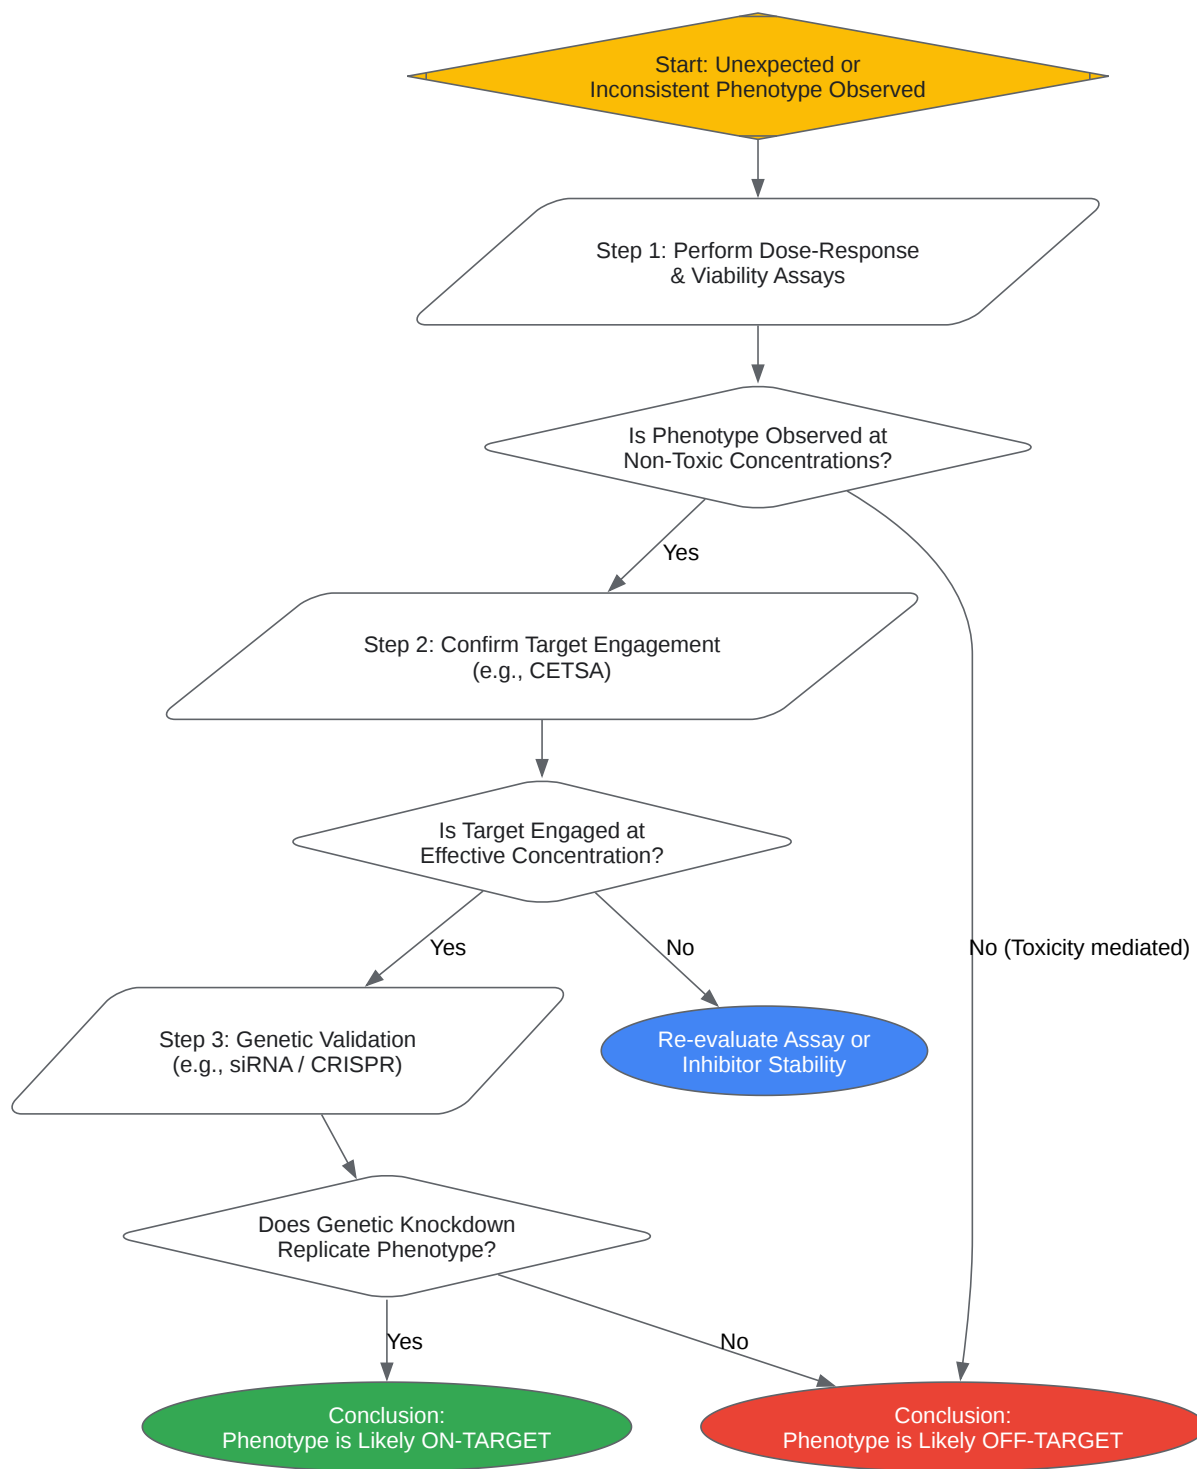 Start: Unexpected or
Inconsistent Phenotype Observed
Step 1: Perform Dose-Response
& Viability Assays
Is Phenotype Observed at
Non-Toxic Concentrations?
Yes
Step 2: Confirm Target Engagement
(e.g., CETSA)
Is Target Engaged at
Effective Concentration?
Yes
No
No (Toxicity mediated)
Step 3: Genetic Validation
(e.g., siRNA / CRISPR)
Re-evaluate Assay or
Inhibitor Stability
Does Genetic Knockdown
Replicate Phenotype?
Yes
No
Conclusion:
Phenotype is Likely ON-TARGET
Conclusion:
Phenotype is Likely OFF-TARGET